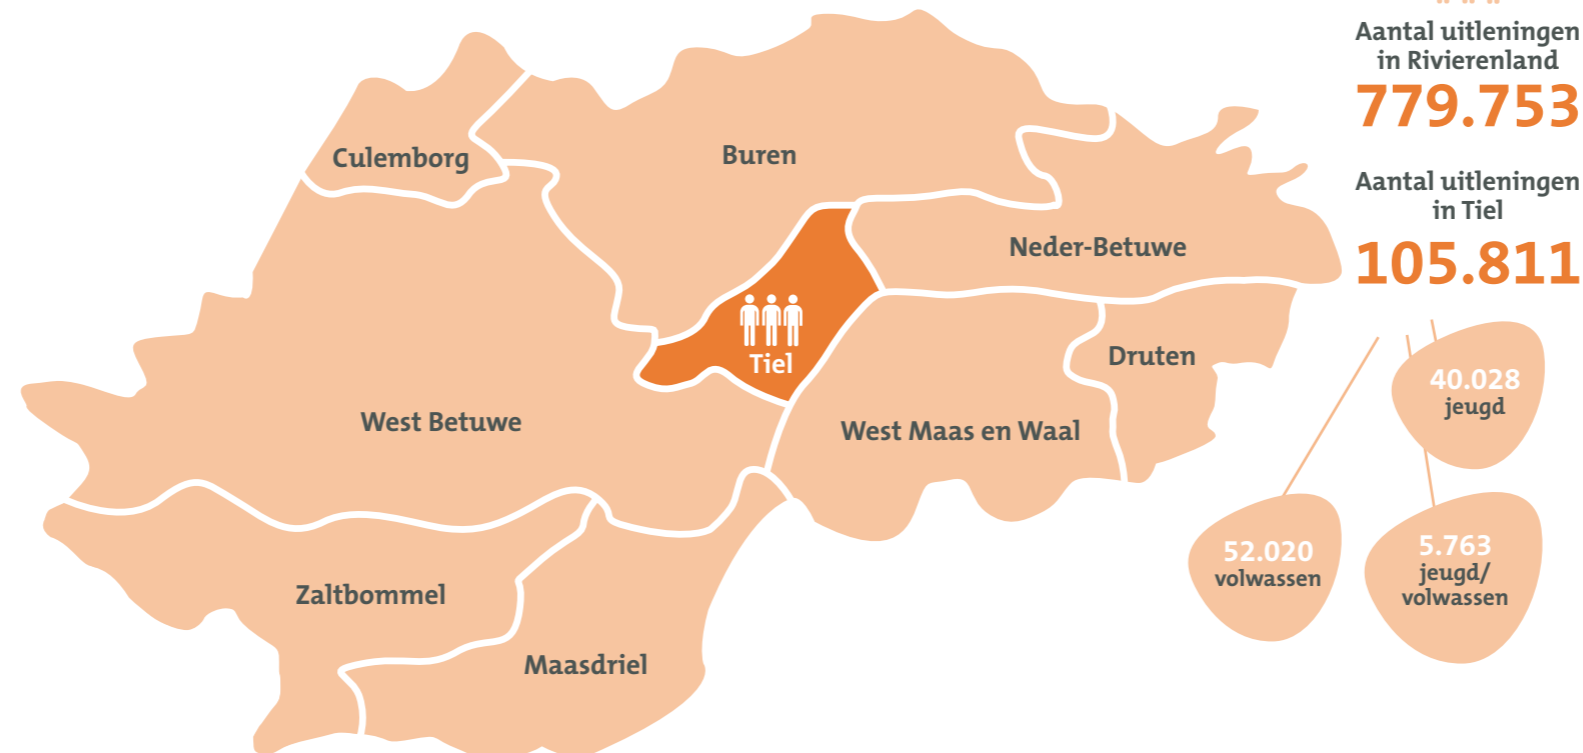 Culemborg
Buren
Neder-Betuwe
Tiel
Druten
West Betuwe
West Maas en Waal
Zaltbommel
Maasdriel
Aantal uitleningen
in Rivierenland
779.753
Aantal uitleningen
in Tiel
105.811
40.028
jeugd
52.020
volwassen
5.763
jeugd/
volwassen